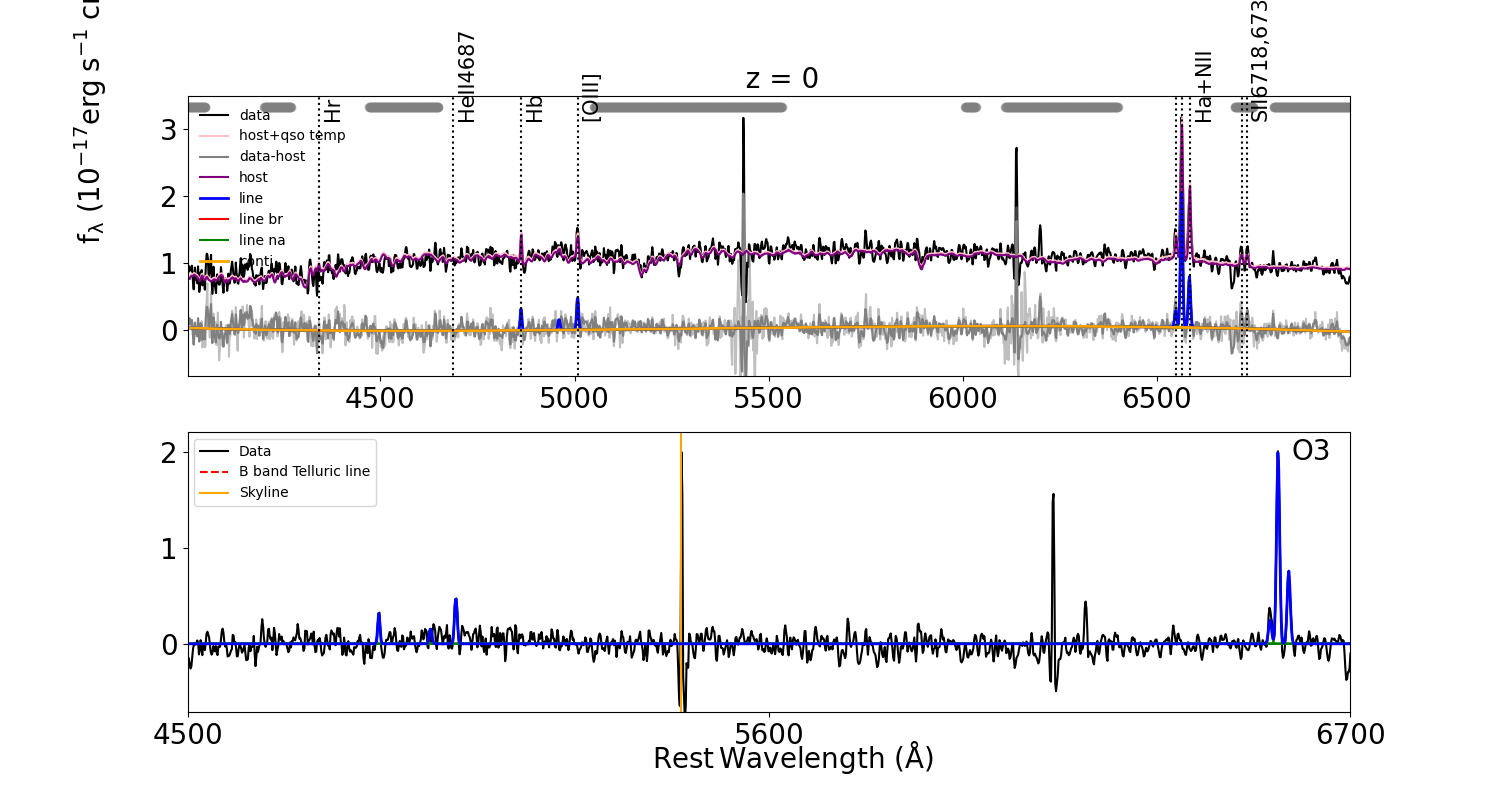 z = 0
f_λ (10^−17 erg s^−1 c
Hr
HeII4687
Hb
[OIII]
Ha+NII
SII6718,673
data
host+qso temp
data-host
host
line
line br
line na
conti
3
2
1
0
4500 5000 5500 6000 6500
Data
B band Telluric line
Skyline
O3
2
1
0
4500 5600 6700
Rest Wavelength (Å)